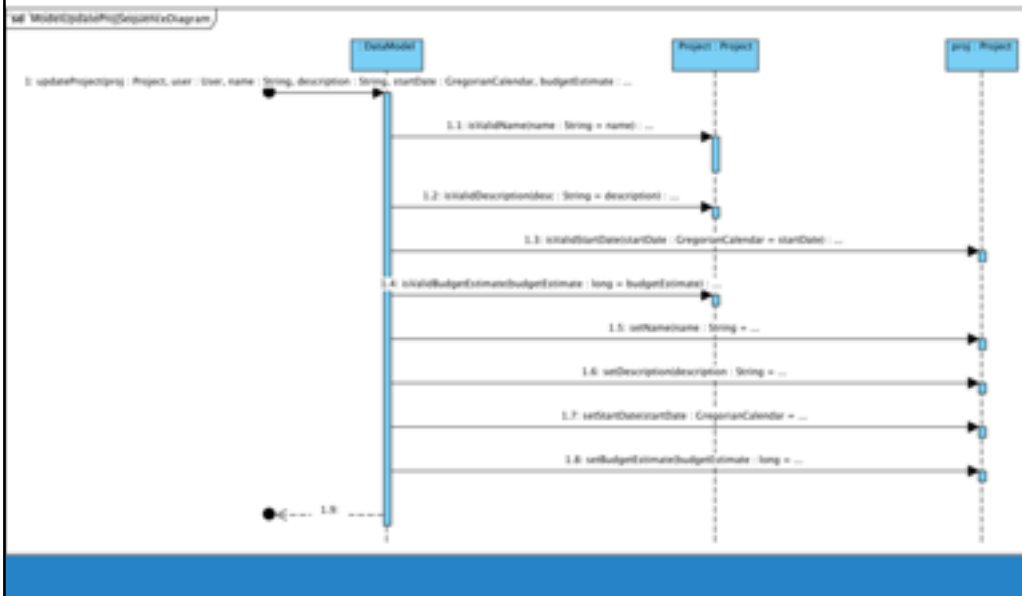 sd ModelUpdateProjSequenceDiagram
DataModel
Project : Project
proj : Project
1: updateProject(proj : Project, user : User, name : String, description : String, startDate : GregorianCalendar, budgetEstimate : ...
1.1: isValidName(name : String = name) : ...
1.2: isValidDescription(desc : String = description) : ...
1.3: isValidStartDate(startDate : GregorianCalendar = startDate) : ...
1.4: isValidBudgetEstimate(budgetEstimate : long = budgetEstimate) : ...
1.5: setName(name : String = ...
1.6: setDescription(description : String = ...
1.7: setStartDate(startDate : GregorianCalendar = ...
1.8: setBudgetEstimate(budgetEstimate : long = ...
1.9: